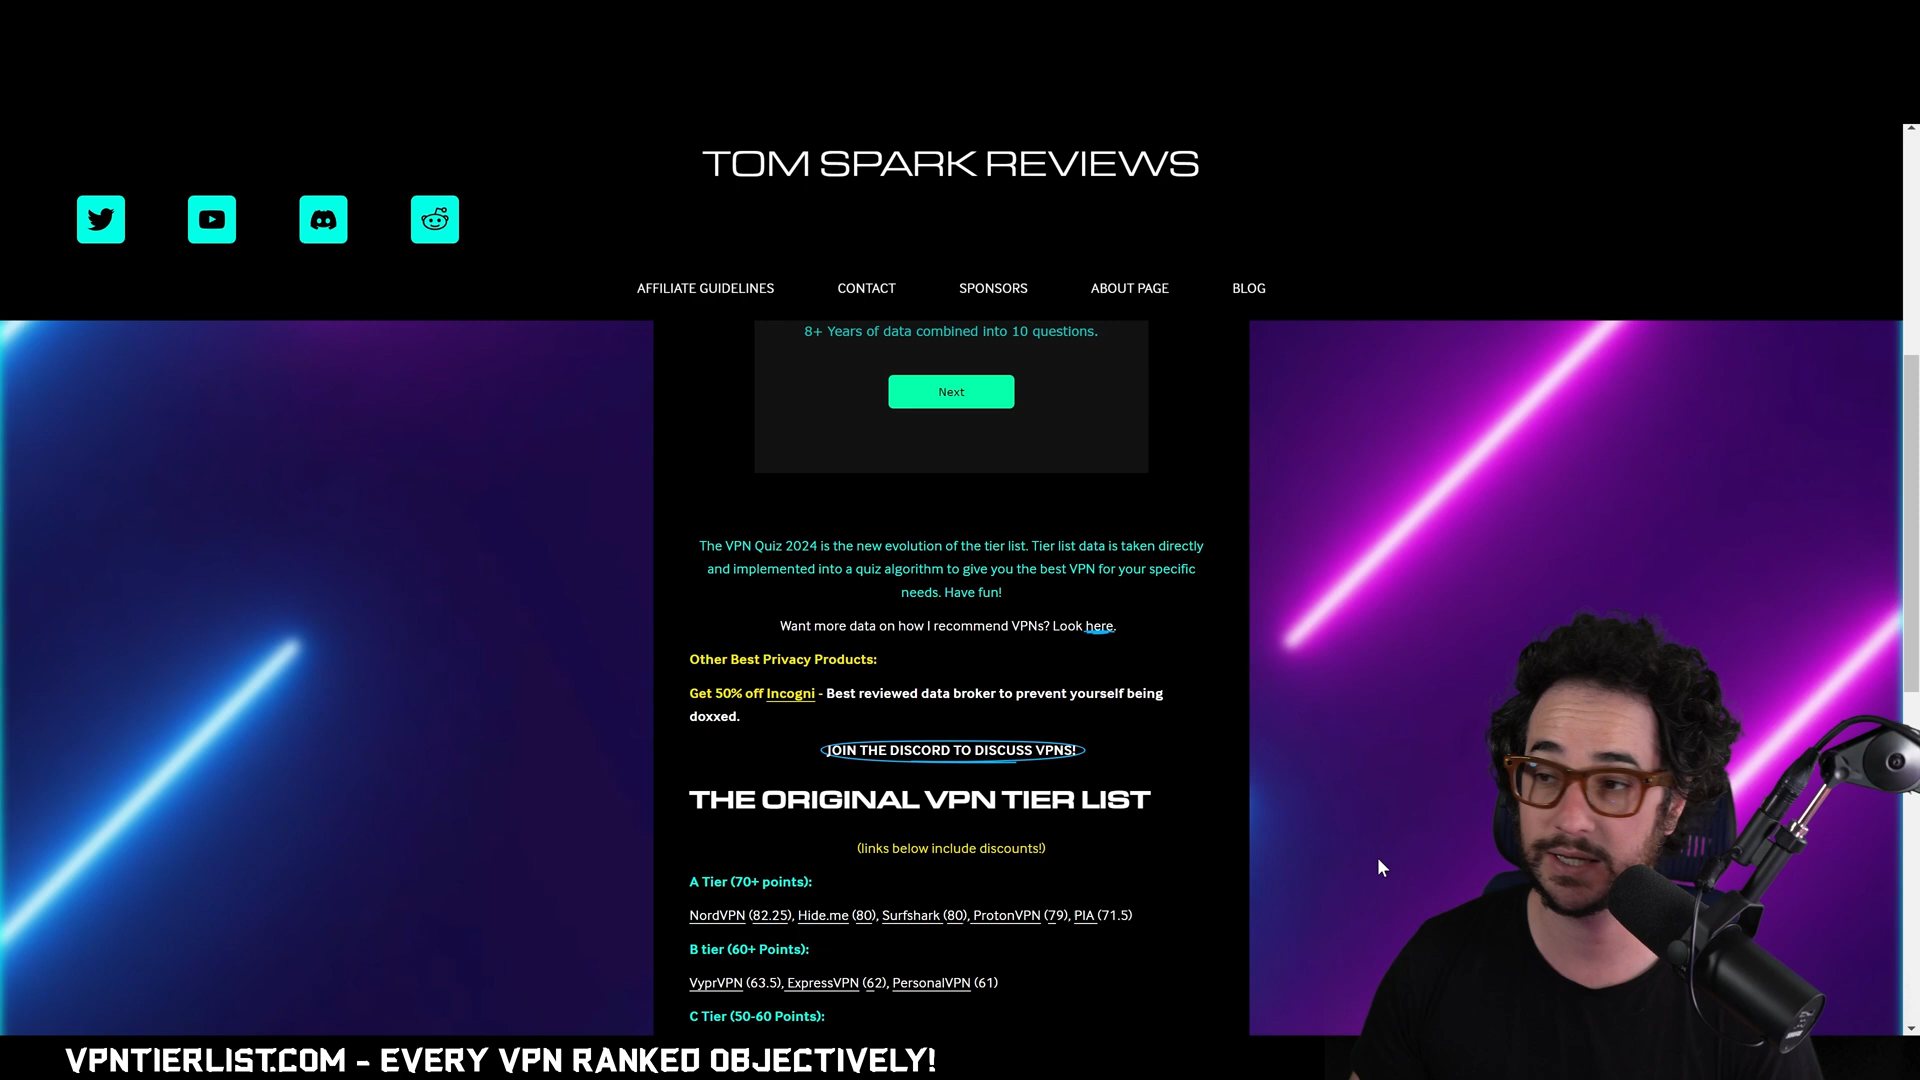 TOM SPARK REVIEWS
AFFILIATE GUIDELINES CONTACT SPONSORS ABOUT PAGE BLOG
8+ Years of data combined into 10 questions.
Next
The VPN Quiz 2024 is the new evolution of the tier list. Tier list data is taken directly
and implemented into a quiz algorithm to give you the best VPN for your specific
needs. Have fun!
Want more data on how I recommend VPNs? Look here.
Other Best Privacy Products:
Get 50% off Incogni - Best reviewed data broker to prevent yourself being
doxxed.
JOIN THE DISCORD TO DISCUSS VPNS!
THE ORIGINAL VPN TIER LIST
(links below include discounts!)
A Tier (70+ points):
NordVPN (82.25), Hide.me (80), Surfshark (80), ProtonVPN (79), PIA (71.5)
B tier (60+ Points):
VyprVPN (63.5), ExpressVPN (62), PersonalVPN (61)
C Tier (50-60 Points):
VPNTIERLIST.COM - EVERY VPN RANKED OBJECTIVELY!